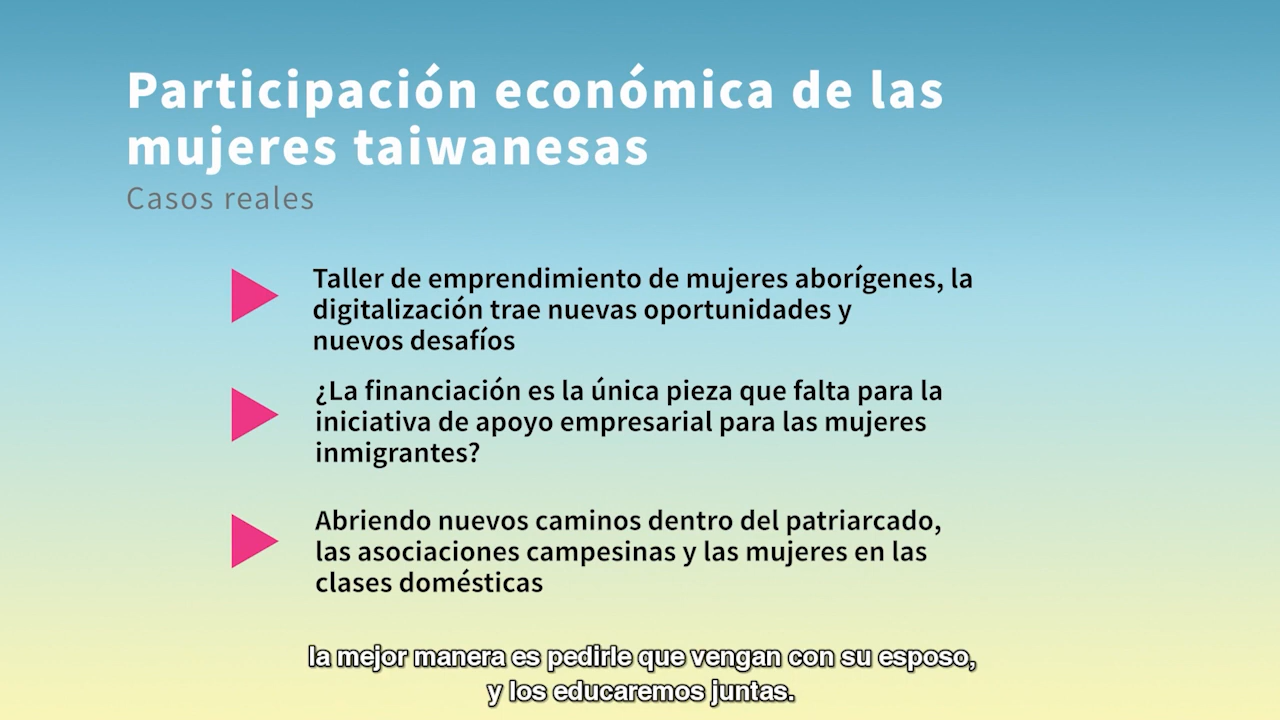 Participación económica de las
mujeres taiwanesas
Casos reales
Taller de emprendimiento de mujeres aborígenes, la
digitalización trae nuevas oportunidades y
nuevos desafíos
¿La financiación es la única pieza que falta para la
iniciativa de apoyo empresarial para las mujeres
inmigrantes?
Abriendo nuevos caminos dentro del patriarcado,
las asociaciones campesinas y las mujeres en las
clases domésticas
la mejor manera es pedirle que vengan con su esposo,
y los educaremos juntas.